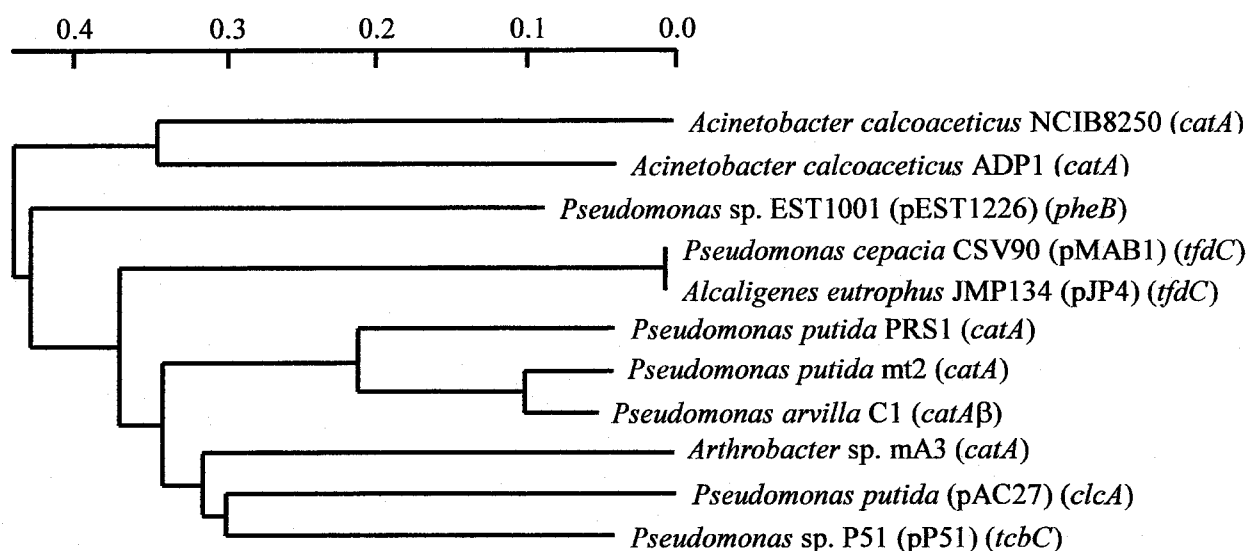 0.4 0.3 0.2 0.1 0.0
Acinetobacter calcoaceticus NCIB8250 (catA)
Acinetobacter calcoaceticus ADP1 (catA)
Pseudomonas sp. EST1001 (pEST1226) (pheB)
Pseudomonas cepacia CSV90 (pMAB1) (tfdC)
Alcaligenes eutrophus JMP134 (pJP4) (tfdC)
Pseudomonas putida PRS1 (catA)
Pseudomonas putida mt2 (catA)
Pseudomonas arvilla C1 (catAβ)
Arthrobacter sp. mA3 (catA)
Pseudomonas putida (pAC27) (clcA)
Pseudomonas sp. P51 (pP51) (tcbC)